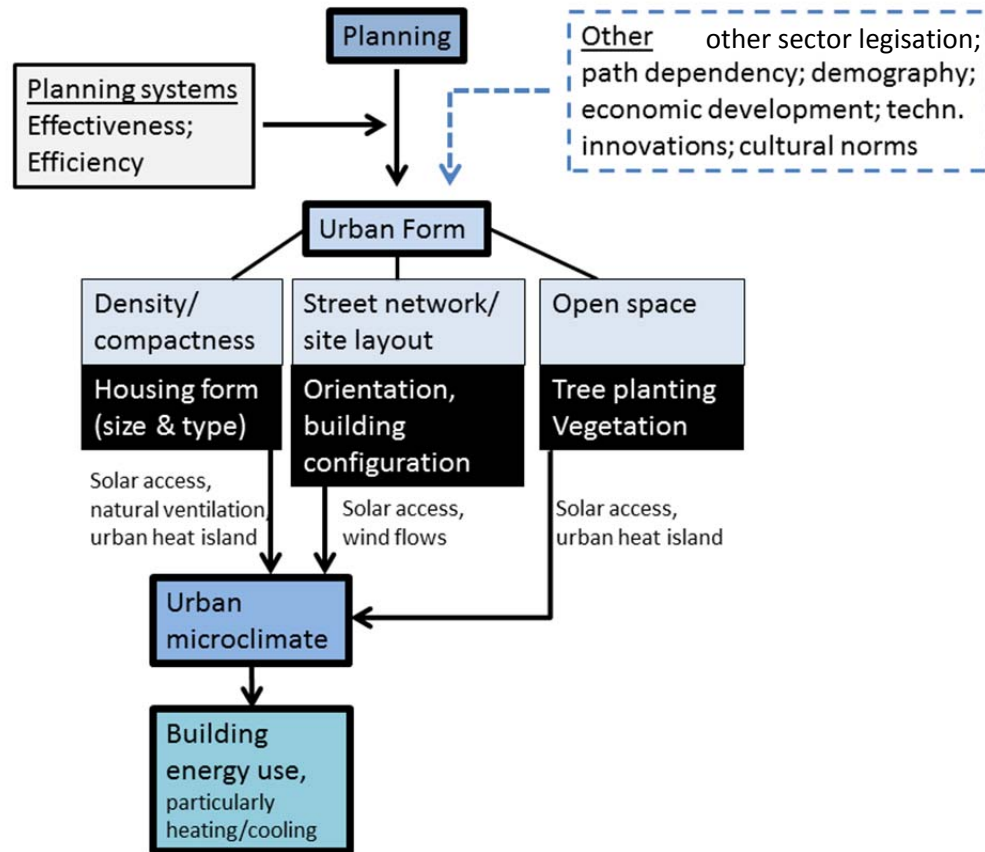 Planning
Planning systems
Effectiveness;
Efficiency
Other other sector legisation;
path dependency; demography;
economic development; techn.
innovations; cultural norms
Urban Form
Density/
compactness
Housing form
(size & type)
Street network/
site layout
Orientation,
building
configuration
Open space
Tree planting
Vegetation
Solar access,
natural ventilation,
urban heat island
Solar access,
wind flows
Solar access,
urban heat island
Urban
microclimate
Building
energy use,
particularly
heating/cooling